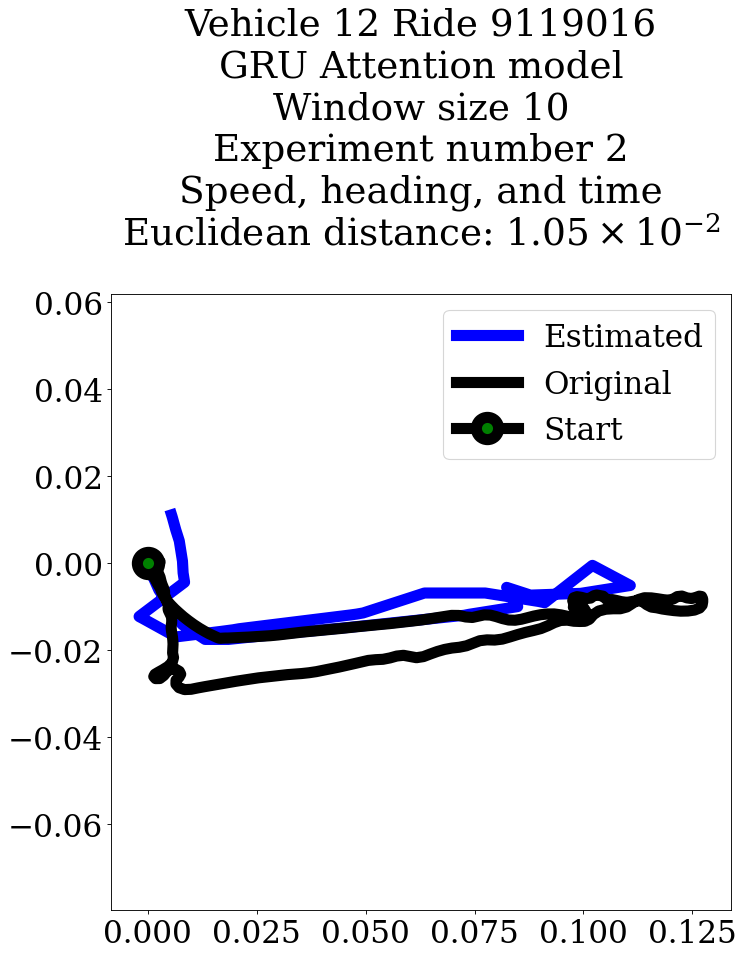 Vehicle 12 Ride 9119016
GRU Attention model
Window size 10
Experiment number 2
Speed, heading, and time
Euclidean distance: 1.05 × 10⁻²
0.06
0.04
0.02
0.00
−0.02
−0.04
−0.06
Estimated
Original
Start
0.000 0.025 0.050 0.075 0.100 0.125